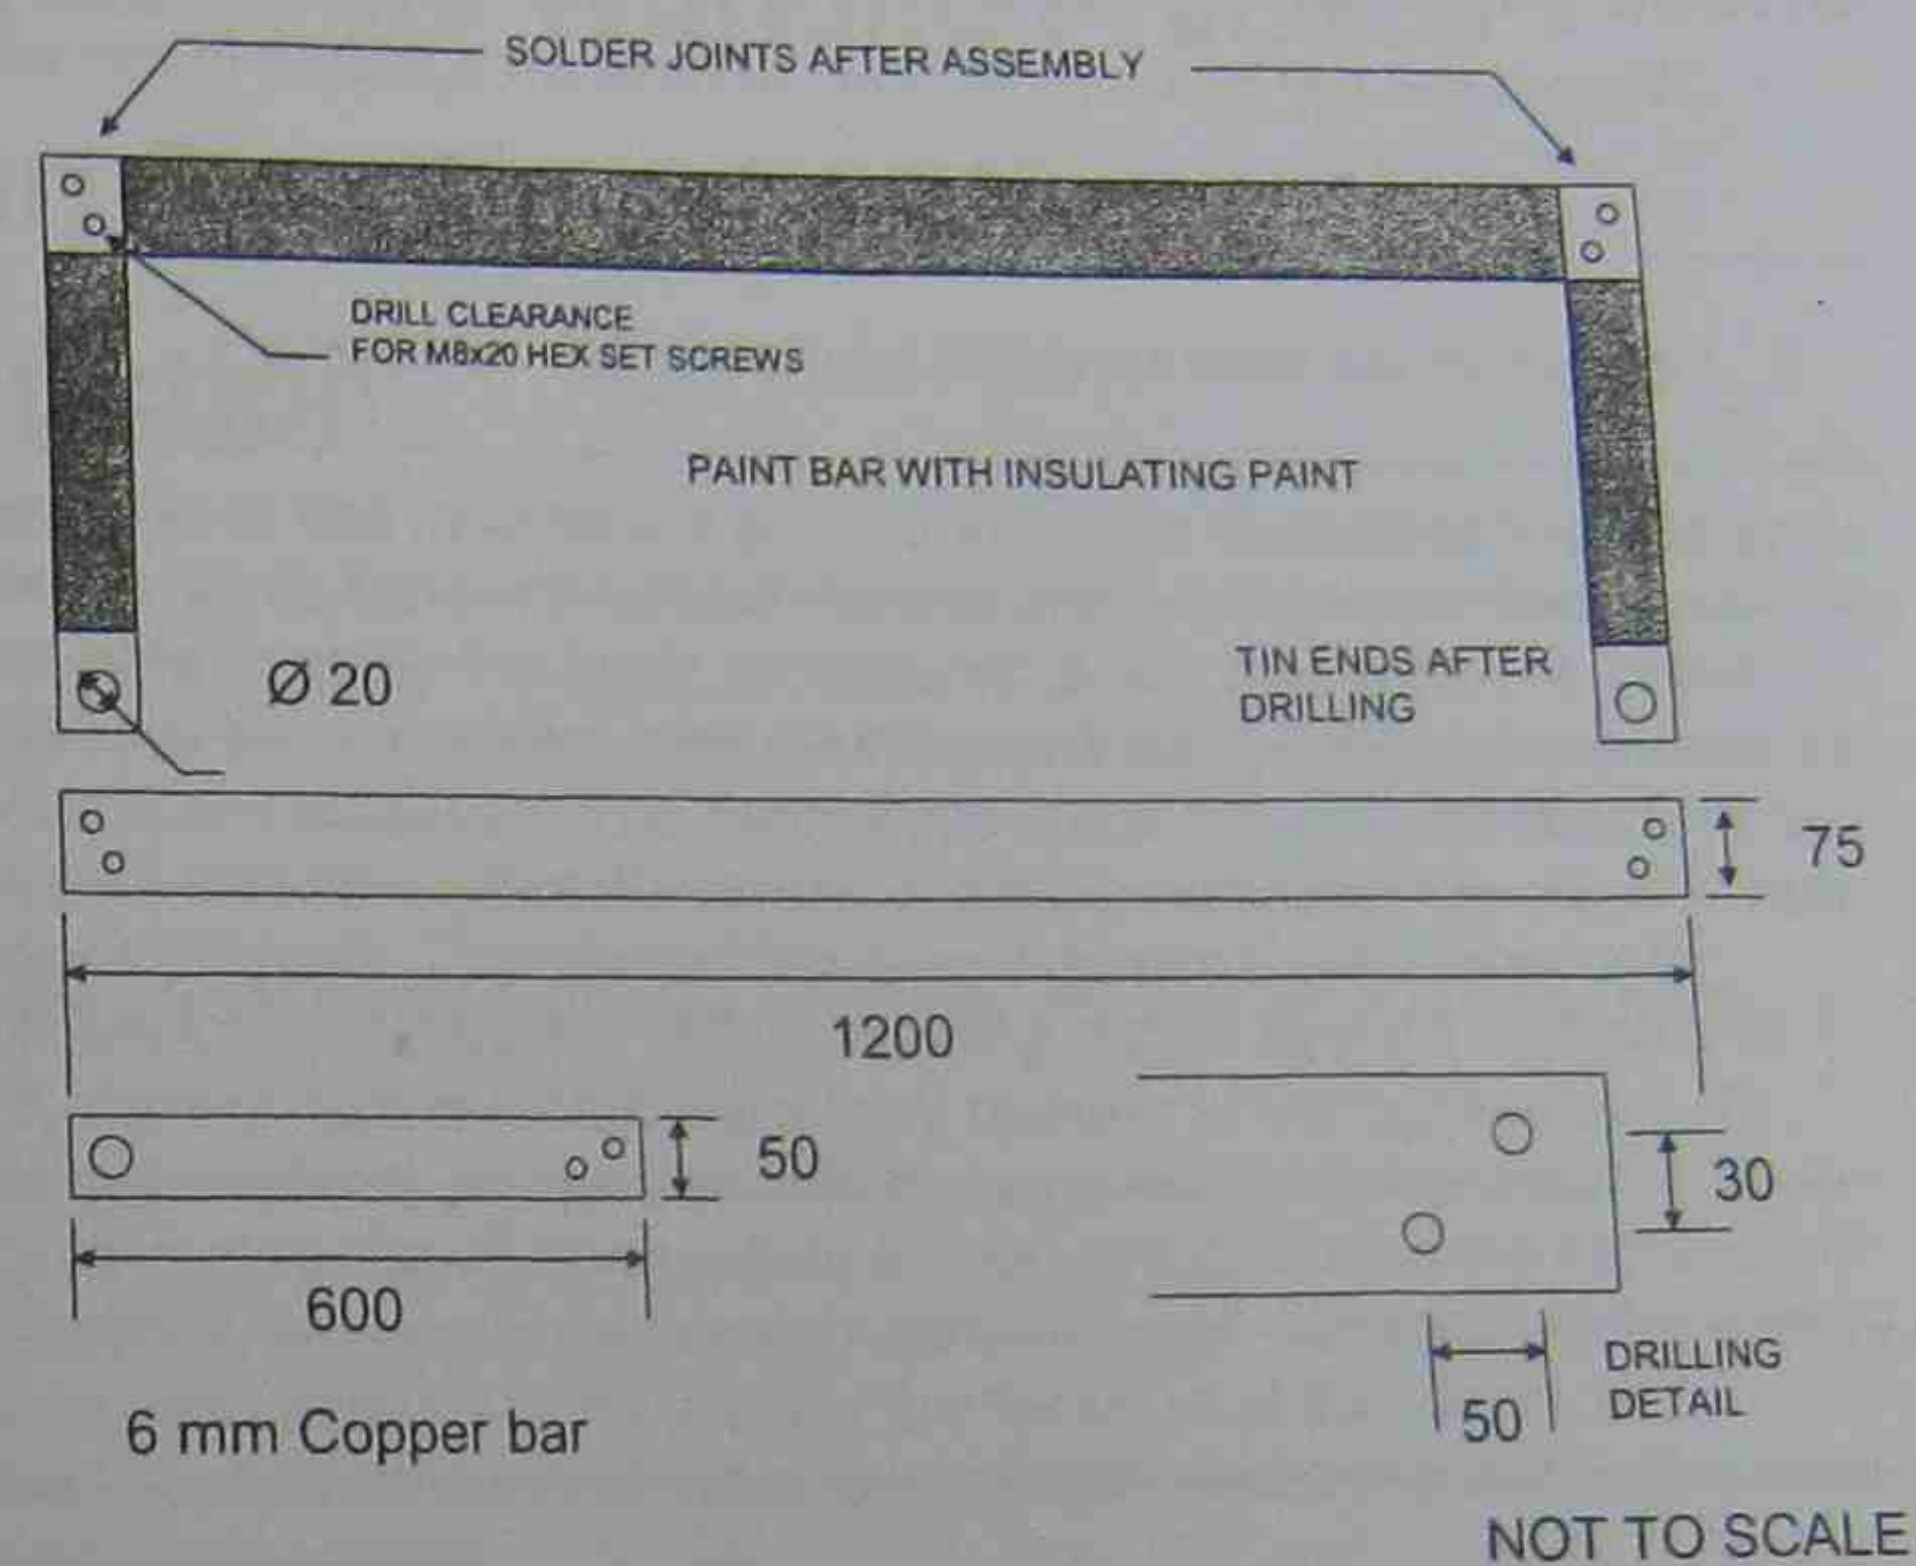 SOLDER JOINTS AFTER ASSEMBLY
DRILL CLEARANCE
FOR M8x20 HEX SET SCREWS
PAINT BAR WITH INSULATING PAINT
Ø 20
TIN ENDS AFTER
DRILLING
75
1200
50
30
600
50
DRILLING
DETAIL
6 mm Copper bar
NOT TO SCALE